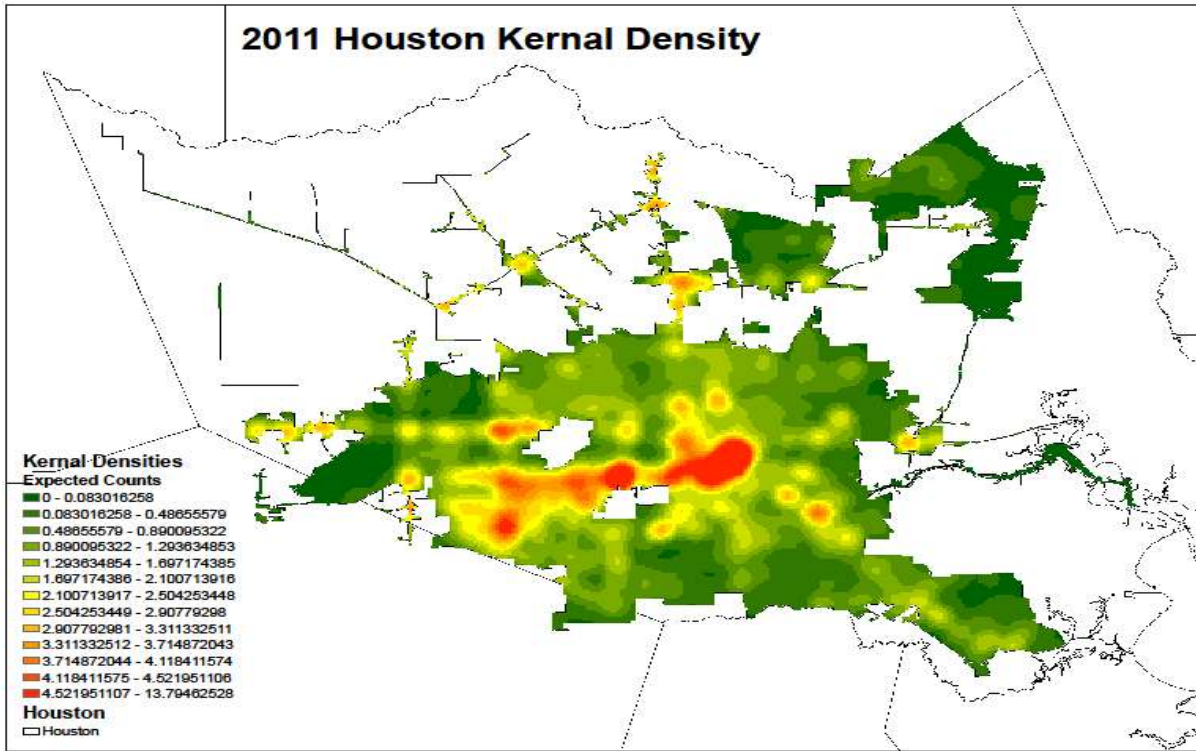 2011 Houston Kernal Density
Kernal Densities
Expected Counts
0 - 0.083016258
0.083016258 - 0.48655579
0.48655579 - 0.890095322
0.890095322 - 1.293634853
1.293634854 - 1.697174385
1.697174386 - 2.100713916
2.100713917 - 2.504253448
2.504253449 - 2.90779298
2.907792981 - 3.311332511
3.311332512 - 3.714872043
3.714872044 - 4.118411574
4.118411575 - 4.521951106
4.521951107 - 13.79462528
Houston
Houston